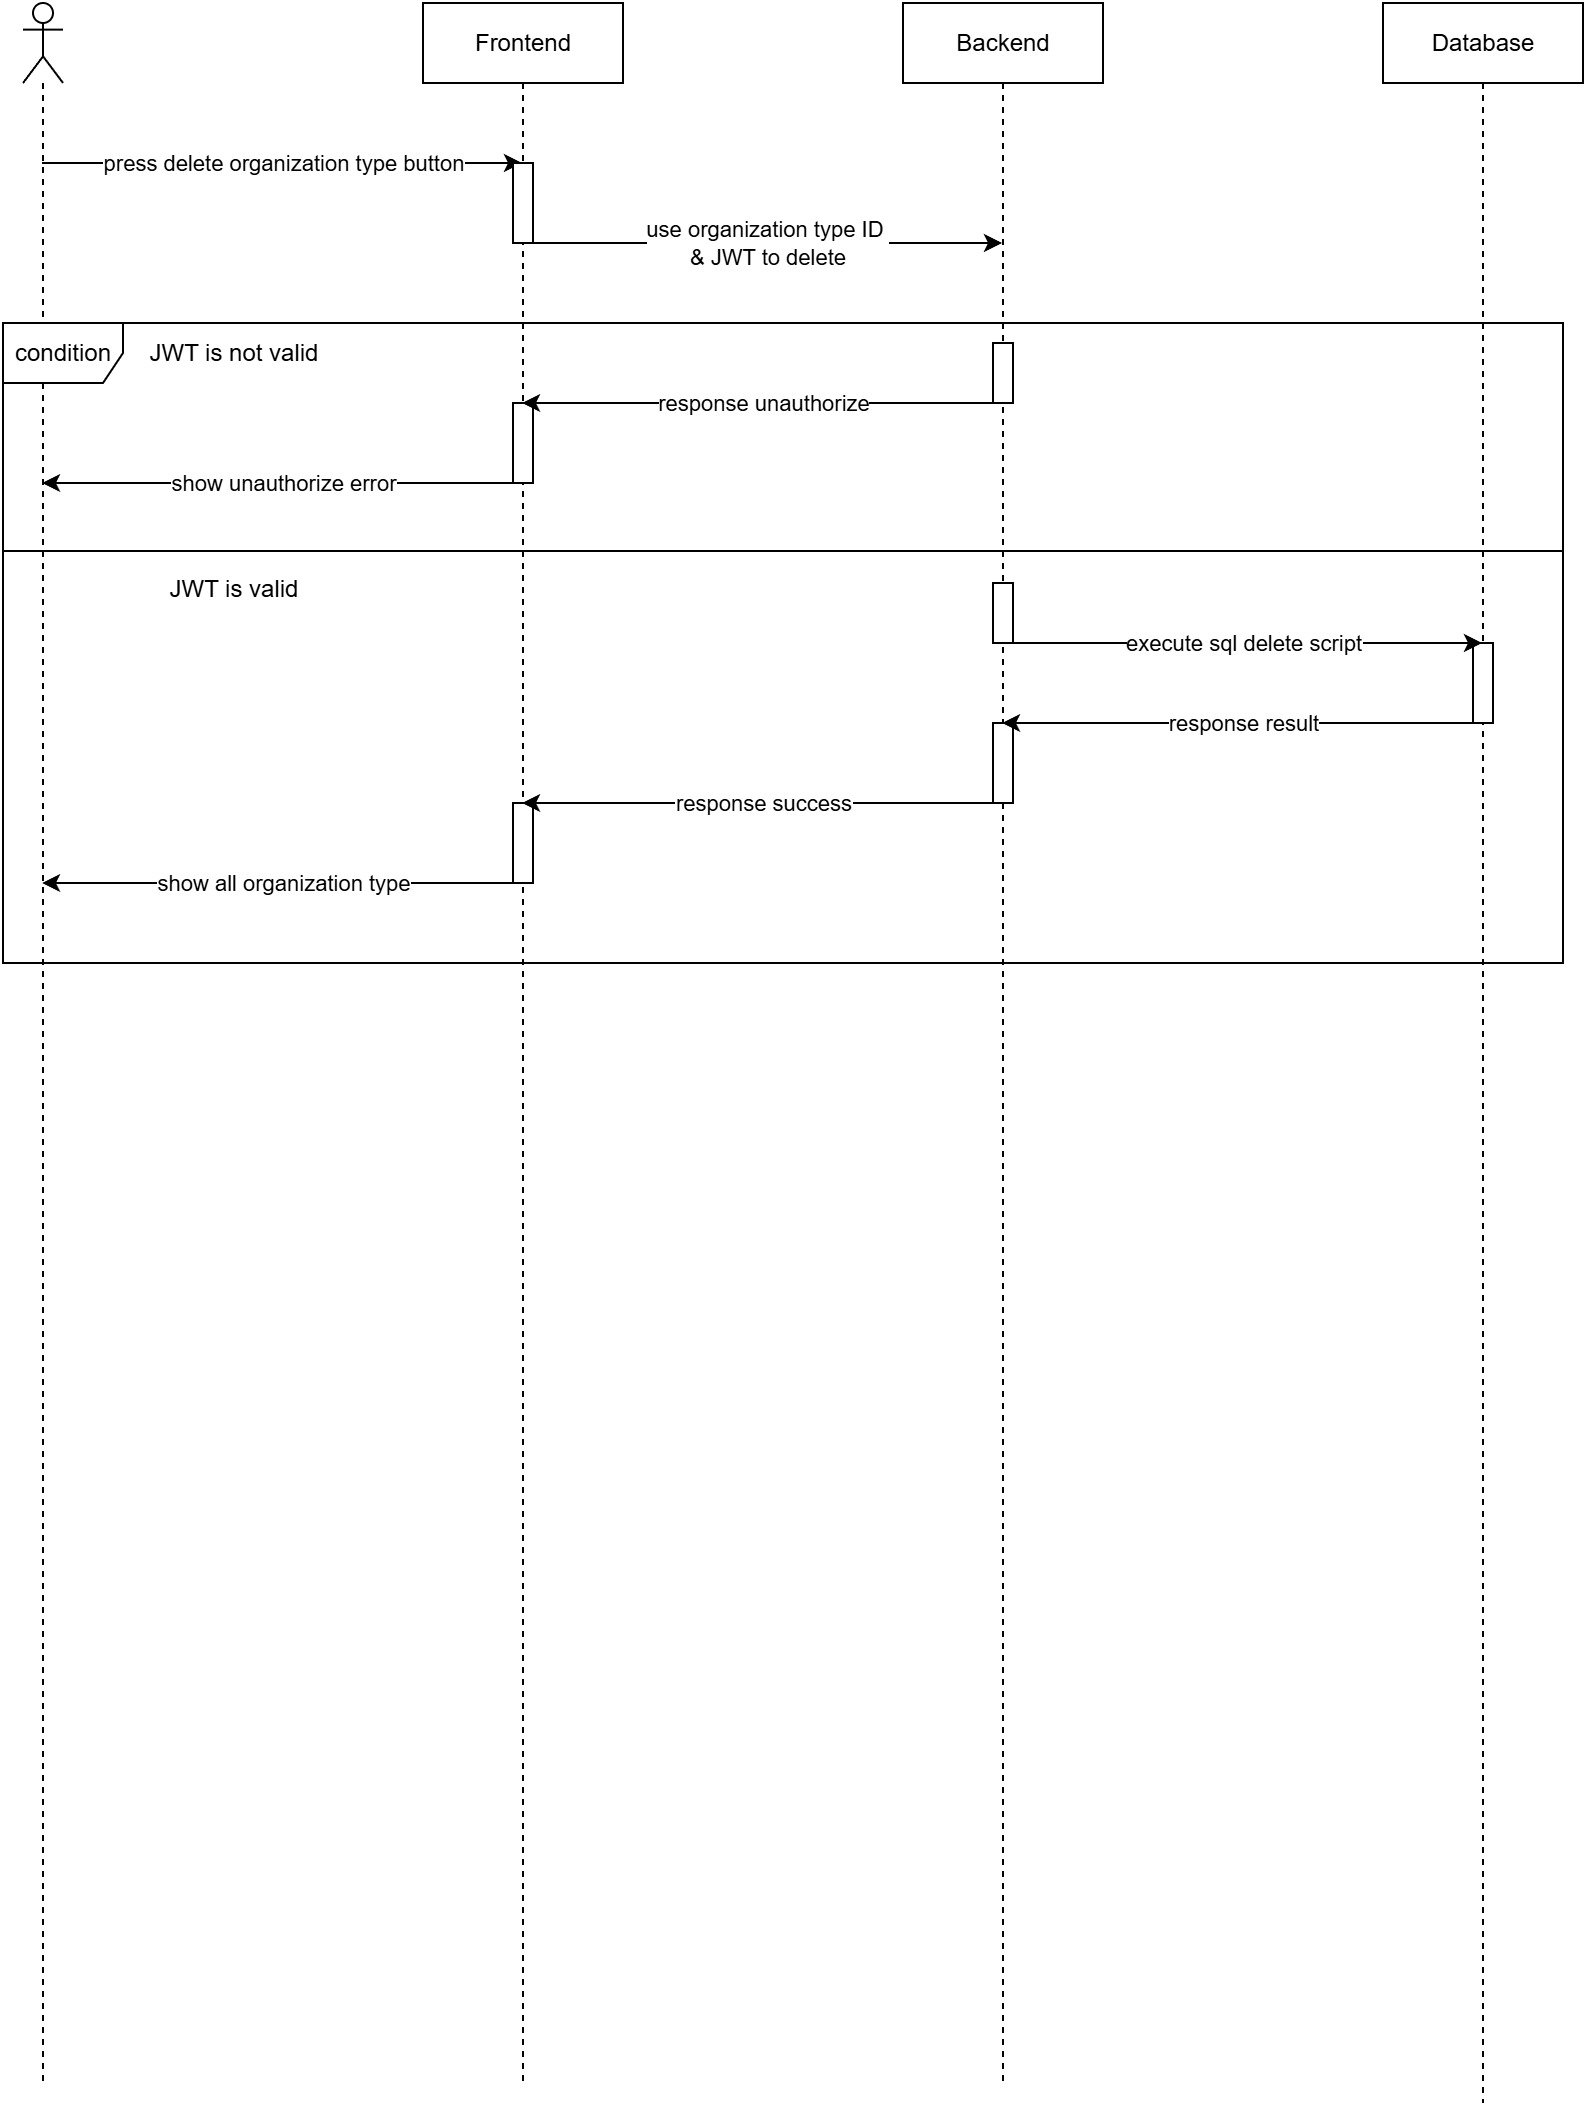 Frontend
Backend
Database
press delete organization type button
use organization type ID
& JWT to delete
condition
JWT is not valid
response unauthorize
show unauthorize error
JWT is valid
execute sql delete script
response result
response success
show all organization type